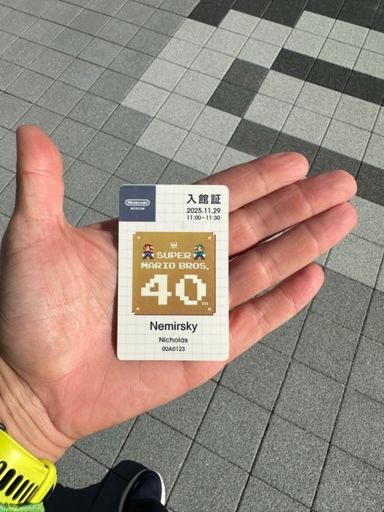 Nintendo
MUSEUM
入館証
2025.11.29
11:00-11:30
SUPER
MARIO BROS.
40
TM
Nemirsky
Nicholas
00A0123